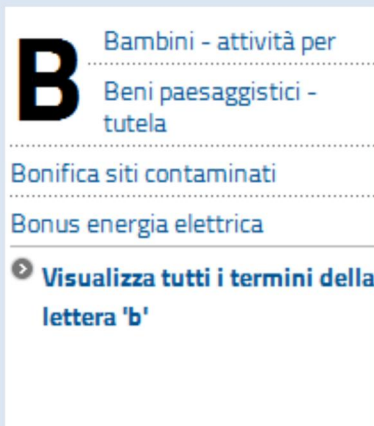 B
Bambini - attività per
Beni paesaggistici -
tutela
Bonifica siti contaminati
Bonus energia elettrica
Visualizza tutti i termini della
lettera 'b'